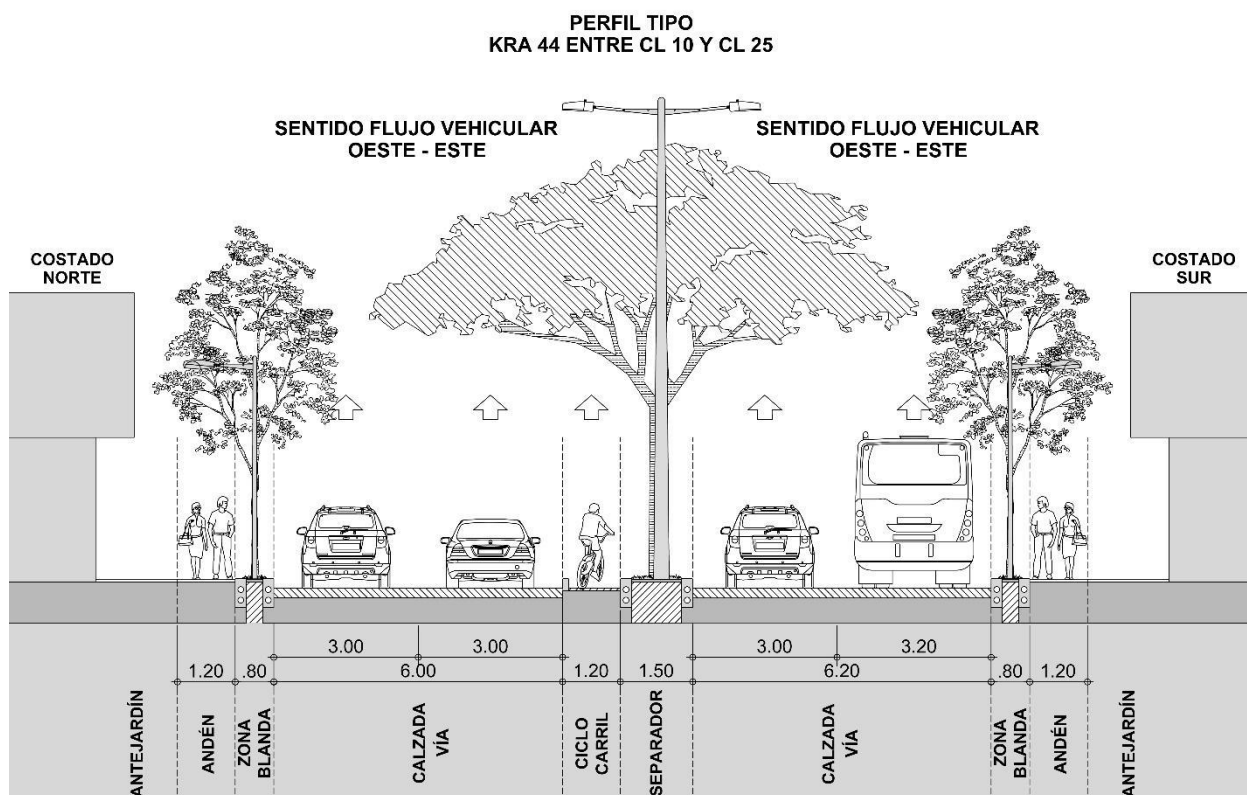 PERFIL TIPO
KRA 44 ENTRE CL 10 Y CL 25
SENTIDO FLUJO VEHICULAR
OESTE - ESTE
SENTIDO FLUJO VEHICULAR
OESTE - ESTE
COSTADO
NORTE
COSTADO
SUR
3.00 3.00 3.00 3.20
1.20 .80 6.00 1.20 1.50 6.20 .80 1.20
ANTEJARDÍN
ANDÉN
ZONA
BLANDA
CALZADA
VÍA
CICLO
CARRIL
SEPARADOR
CALZADA
VÍA
ZONA
BLANDA
ANDÉN
ANTEJARDÍN